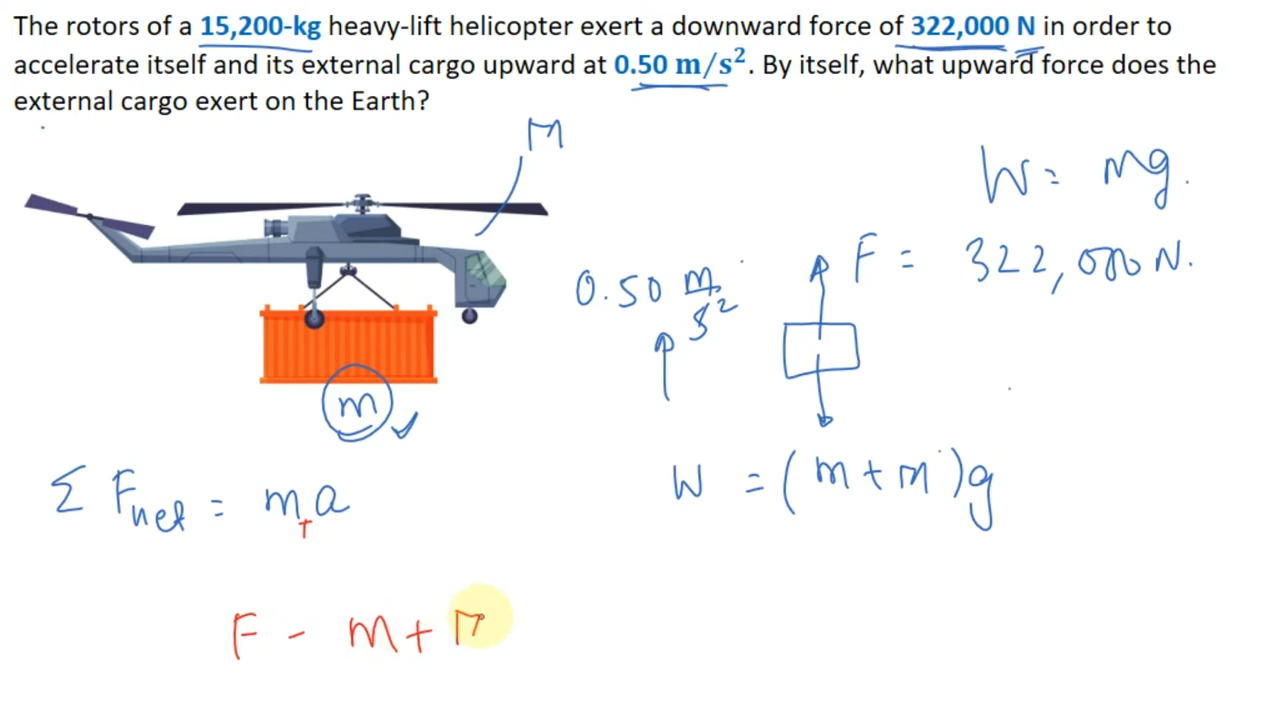 The rotors of a 15,200-kg heavy-lift helicopter exert a downward force of 322,000 N in order to
accelerate itself and its external cargo upward at 0.50 m/s². By itself, what upward force does the
external cargo exert on the Earth?
M
W = mg.
F = 322,000 N.
0.50 m/s²
m
W = (m + M)g
Σ Fnet = mTa
F - m + M